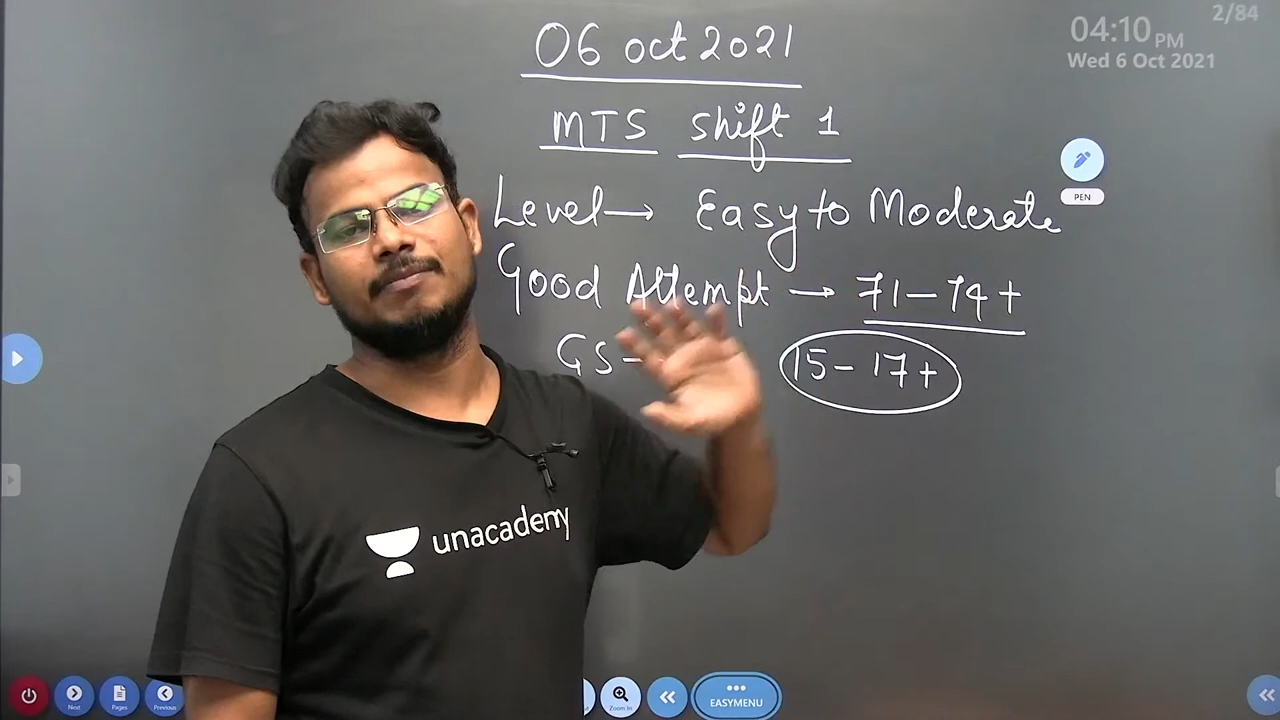 2/84
04:10 PM
Wed 6 Oct 2021
06 oct 2021
MTS shift 1
Level → Easy to Moderate
Good Attempt → 71-74+
GS- 15-17+
PEN
unacademy
Next
Pages
Previous
Zoom In
EASYMENU